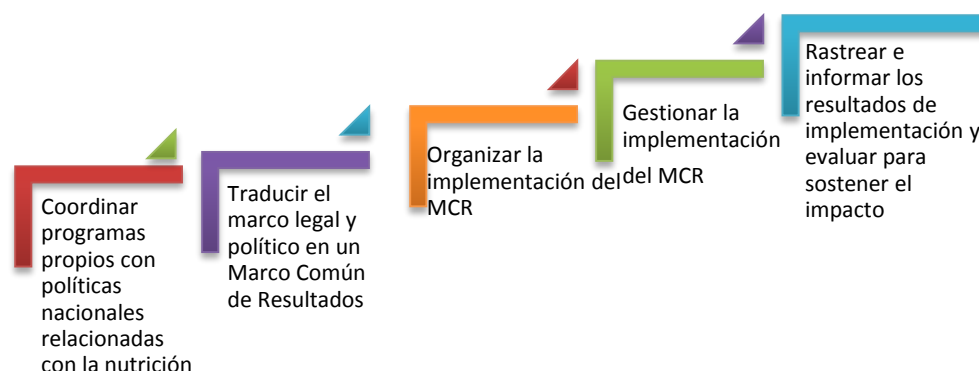 Coordinar
programas
propios con
políticas
nacionales
relacionadas
con la nutrición
Traducir el
marco legal y
político en un
Marco Común
de Resultados
Organizar la
implementación del
MCR
Gestionar la
implementación
del MCR
Rastrear e
informar los
resultados de
implementación y
evaluar para
sostener el
impacto